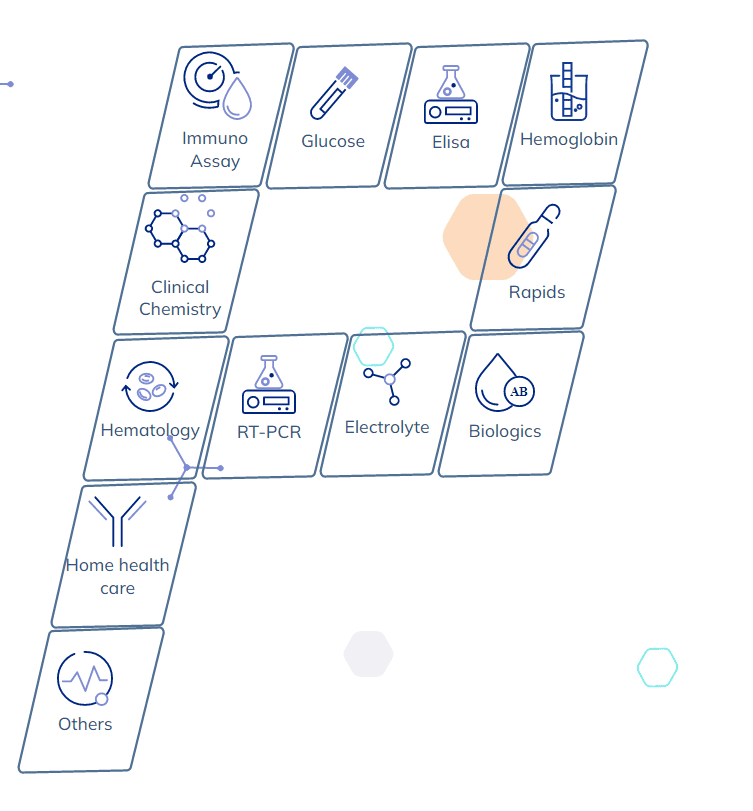 Immuno
Assay
Glucose
Elisa
Hemoglobin
Clinical
Chemistry
Rapids
Hematology
RT-PCR
Electrolyte
AB
Biologics
Home health
care
Others